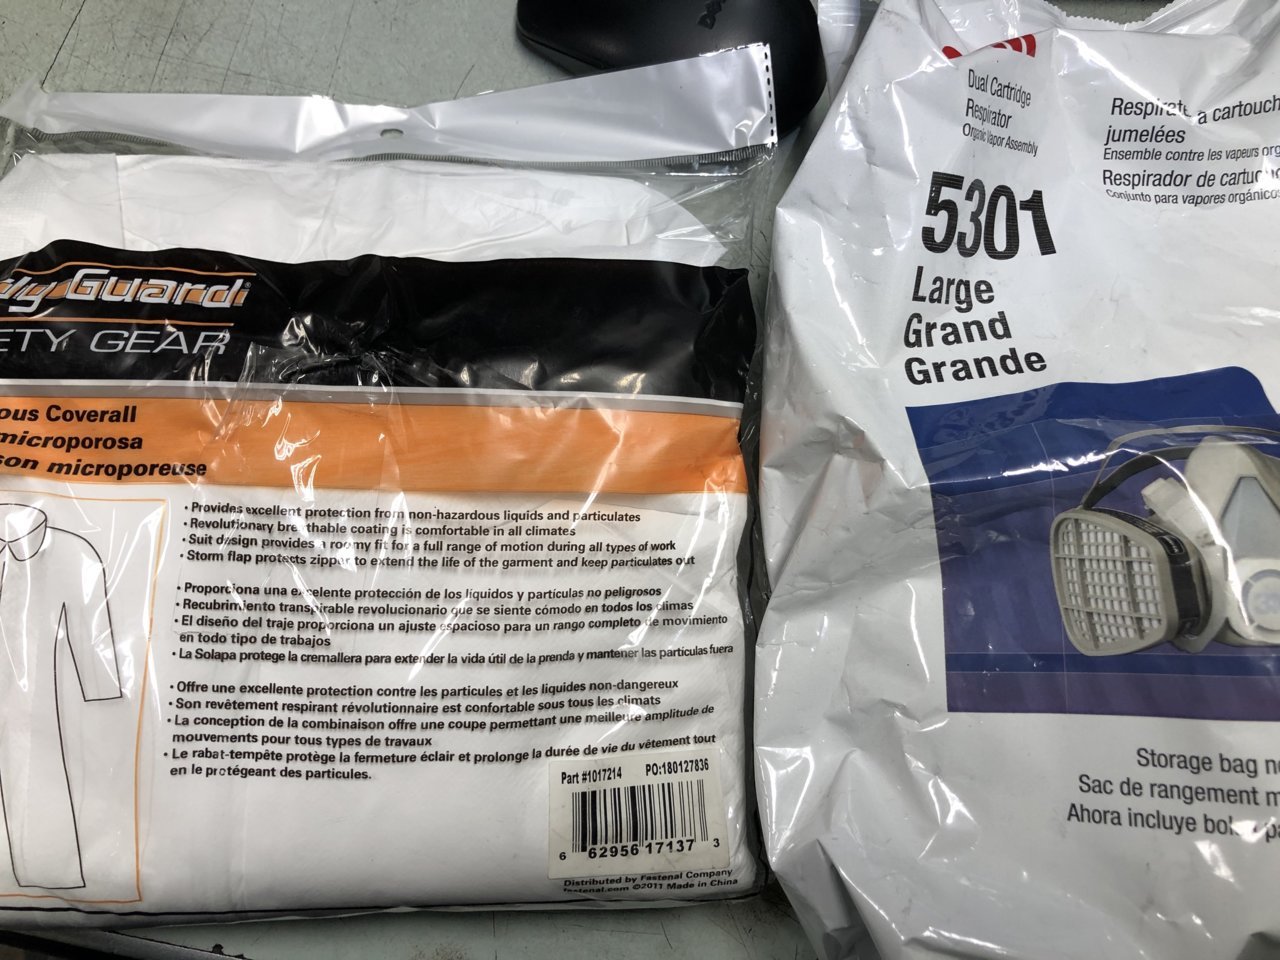 Guard®
GEAR
Coverall
microporosa
microporeuse
• Provides excellent protection from non-hazardous liquids and particulates
• Revolutionary breathable coating is comfortable in all climates
• Suit design provides a roomy fit for a full range of motion during all types of work
• Storm flap protects zipper to extend the life of the garment and keep particulates out
• Proporciona una excelente protección de los líquidos y partículas no peligrosos
• Recubrimiento transpirable revolucionario que se siente cómodo en todos los climas
• El diseño del traje proporciona un ajuste espacioso para un rango completo de movimiento
en todo tipo de trabajos
• La Solapa protege la cremallera para extender la vida útil de la prenda y mantener las partículas fuera
• Offre une excellente protection contre les particules et les liquides non-dangereux
• Son revêtement respirant révolutionnaire est confortable sous tous les climats
• La conception de la combinaison offre une coupe permettant une meilleure amplitude de
mouvements pour tous types de travaux
• Le rabat-tempête protège la fermeture éclair et prolonge la durée de vie du vêtement tout
en le protégeant des particules.
Part #1017214 PO:180127836
6 62956 17137 3
Distributed by Fastenal Company
fastenal.com ©2011 Made in China
Dual Cartridge
Respirator
Organic Vapor Assembly
5301
Large
Grand
Grande
a cartouch
jumelées
Ensemble contre les vapeurs org
Respirador de cartuc
Conjunto para vapores orgánico
Storage bag
Sac de rangement
Ahora incluye